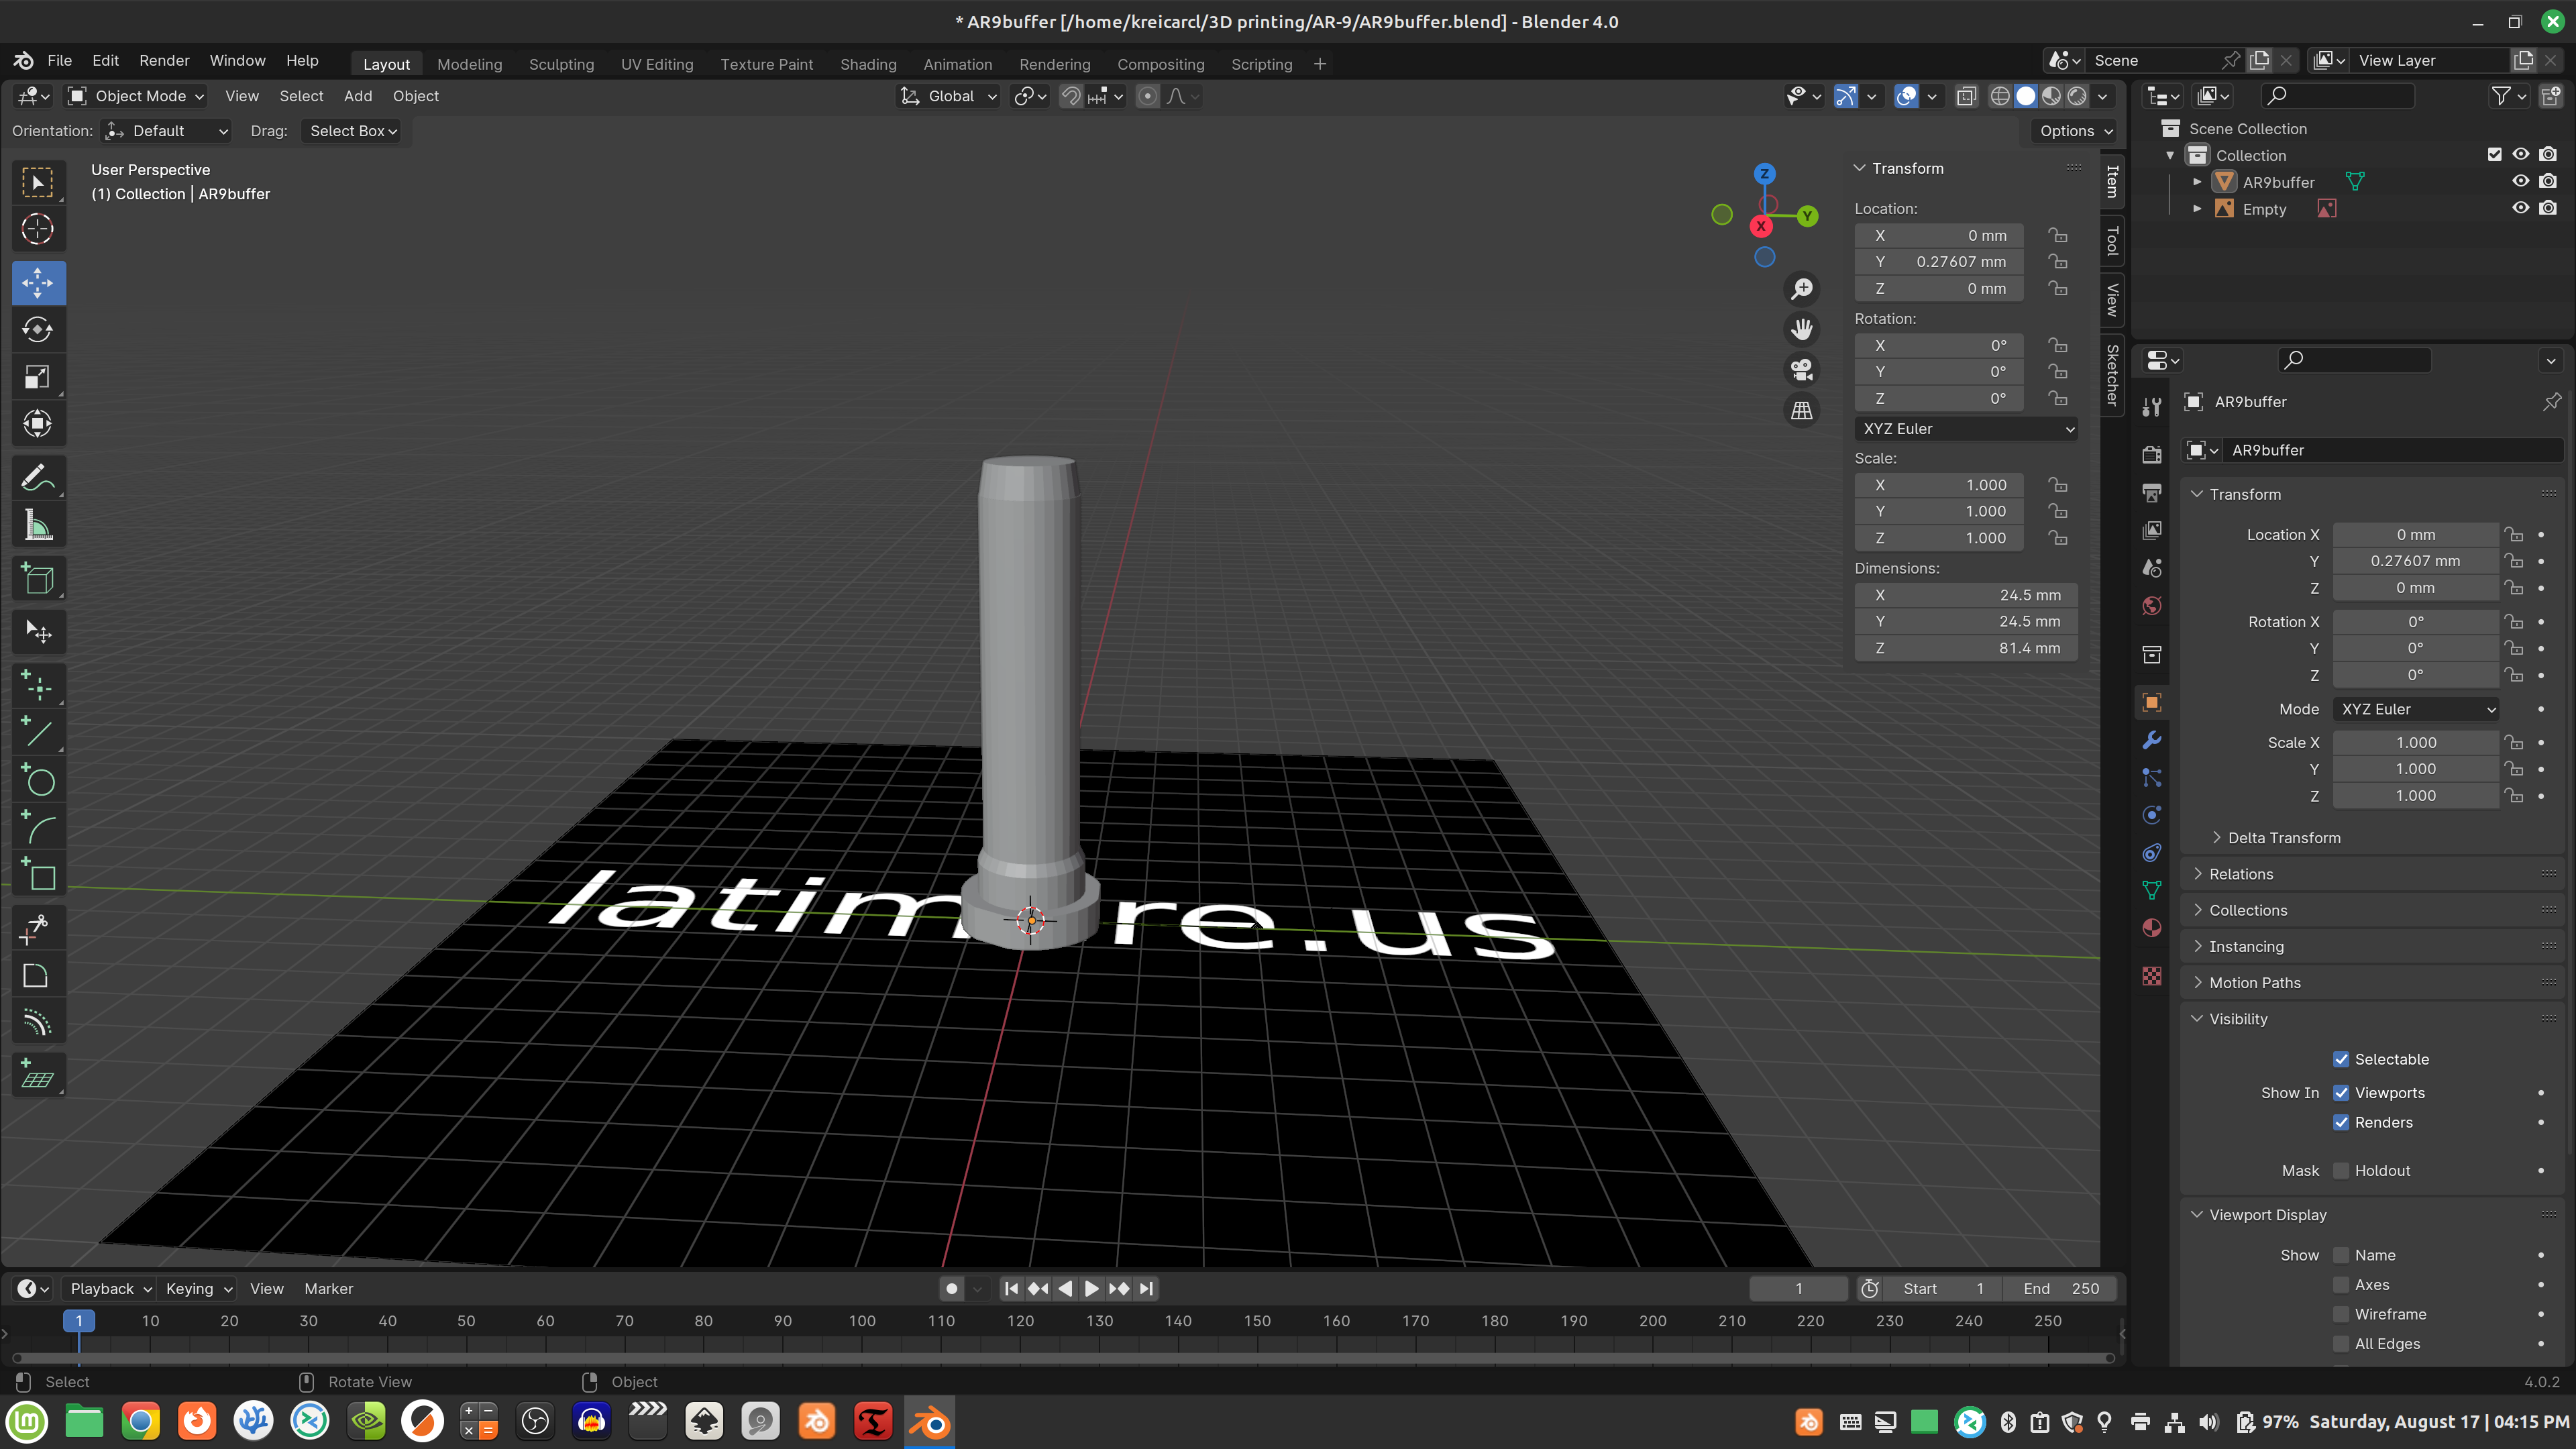 * AR9buffer [/home/kreicarcl/3D printing/AR-9/AR9buffer.blend] - Blender 4.0
File Edit Render Window Help Layout Modeling Sculpting UV Editing Texture Paint Shading Animation Rendering Compositing Scripting + Scene View Layer
Object Mode View Select Add Object Global
Orientation: Default Drag: Select Box Options
User Perspective
(1) Collection | AR9buffer
Z
Y
X
Transform
Location:
X 0 mm
Y 0.27607 mm
Z 0 mm
Rotation:
X 0°
Y 0°
Z 0°
XYZ Euler
Scale:
X 1.000
Y 1.000
Z 1.000
Dimensions:
X 24.5 mm
Y 24.5 mm
Z 81.4 mm
Item
Tool
View
Sketcher
latim re.us
Scene Collection
Collection
AR9buffer
Empty
AR9buffer
AR9buffer
Transform
Location X 0 mm
Y 0.27607 mm
Z 0 mm
Rotation X 0°
Y 0°
Z 0°
Mode XYZ Euler
Scale X 1.000
Y 1.000
Z 1.000
Delta Transform
Relations
Collections
Instancing
Motion Paths
Visibility
Selectable
Show In Viewports
Renders
Mask Holdout
Viewport Display
Show Name
Axes
Wireframe
All Edges
Playback Keying View Marker 1 Start 1 End 250
1 10 20 30 40 50 60 70 80 90 100 110 120 130 140 150 160 170 180 190 200 210 220 230 240 250
Select Rotate View Object 4.0.2
97% Saturday, August 17 | 04:15 PM